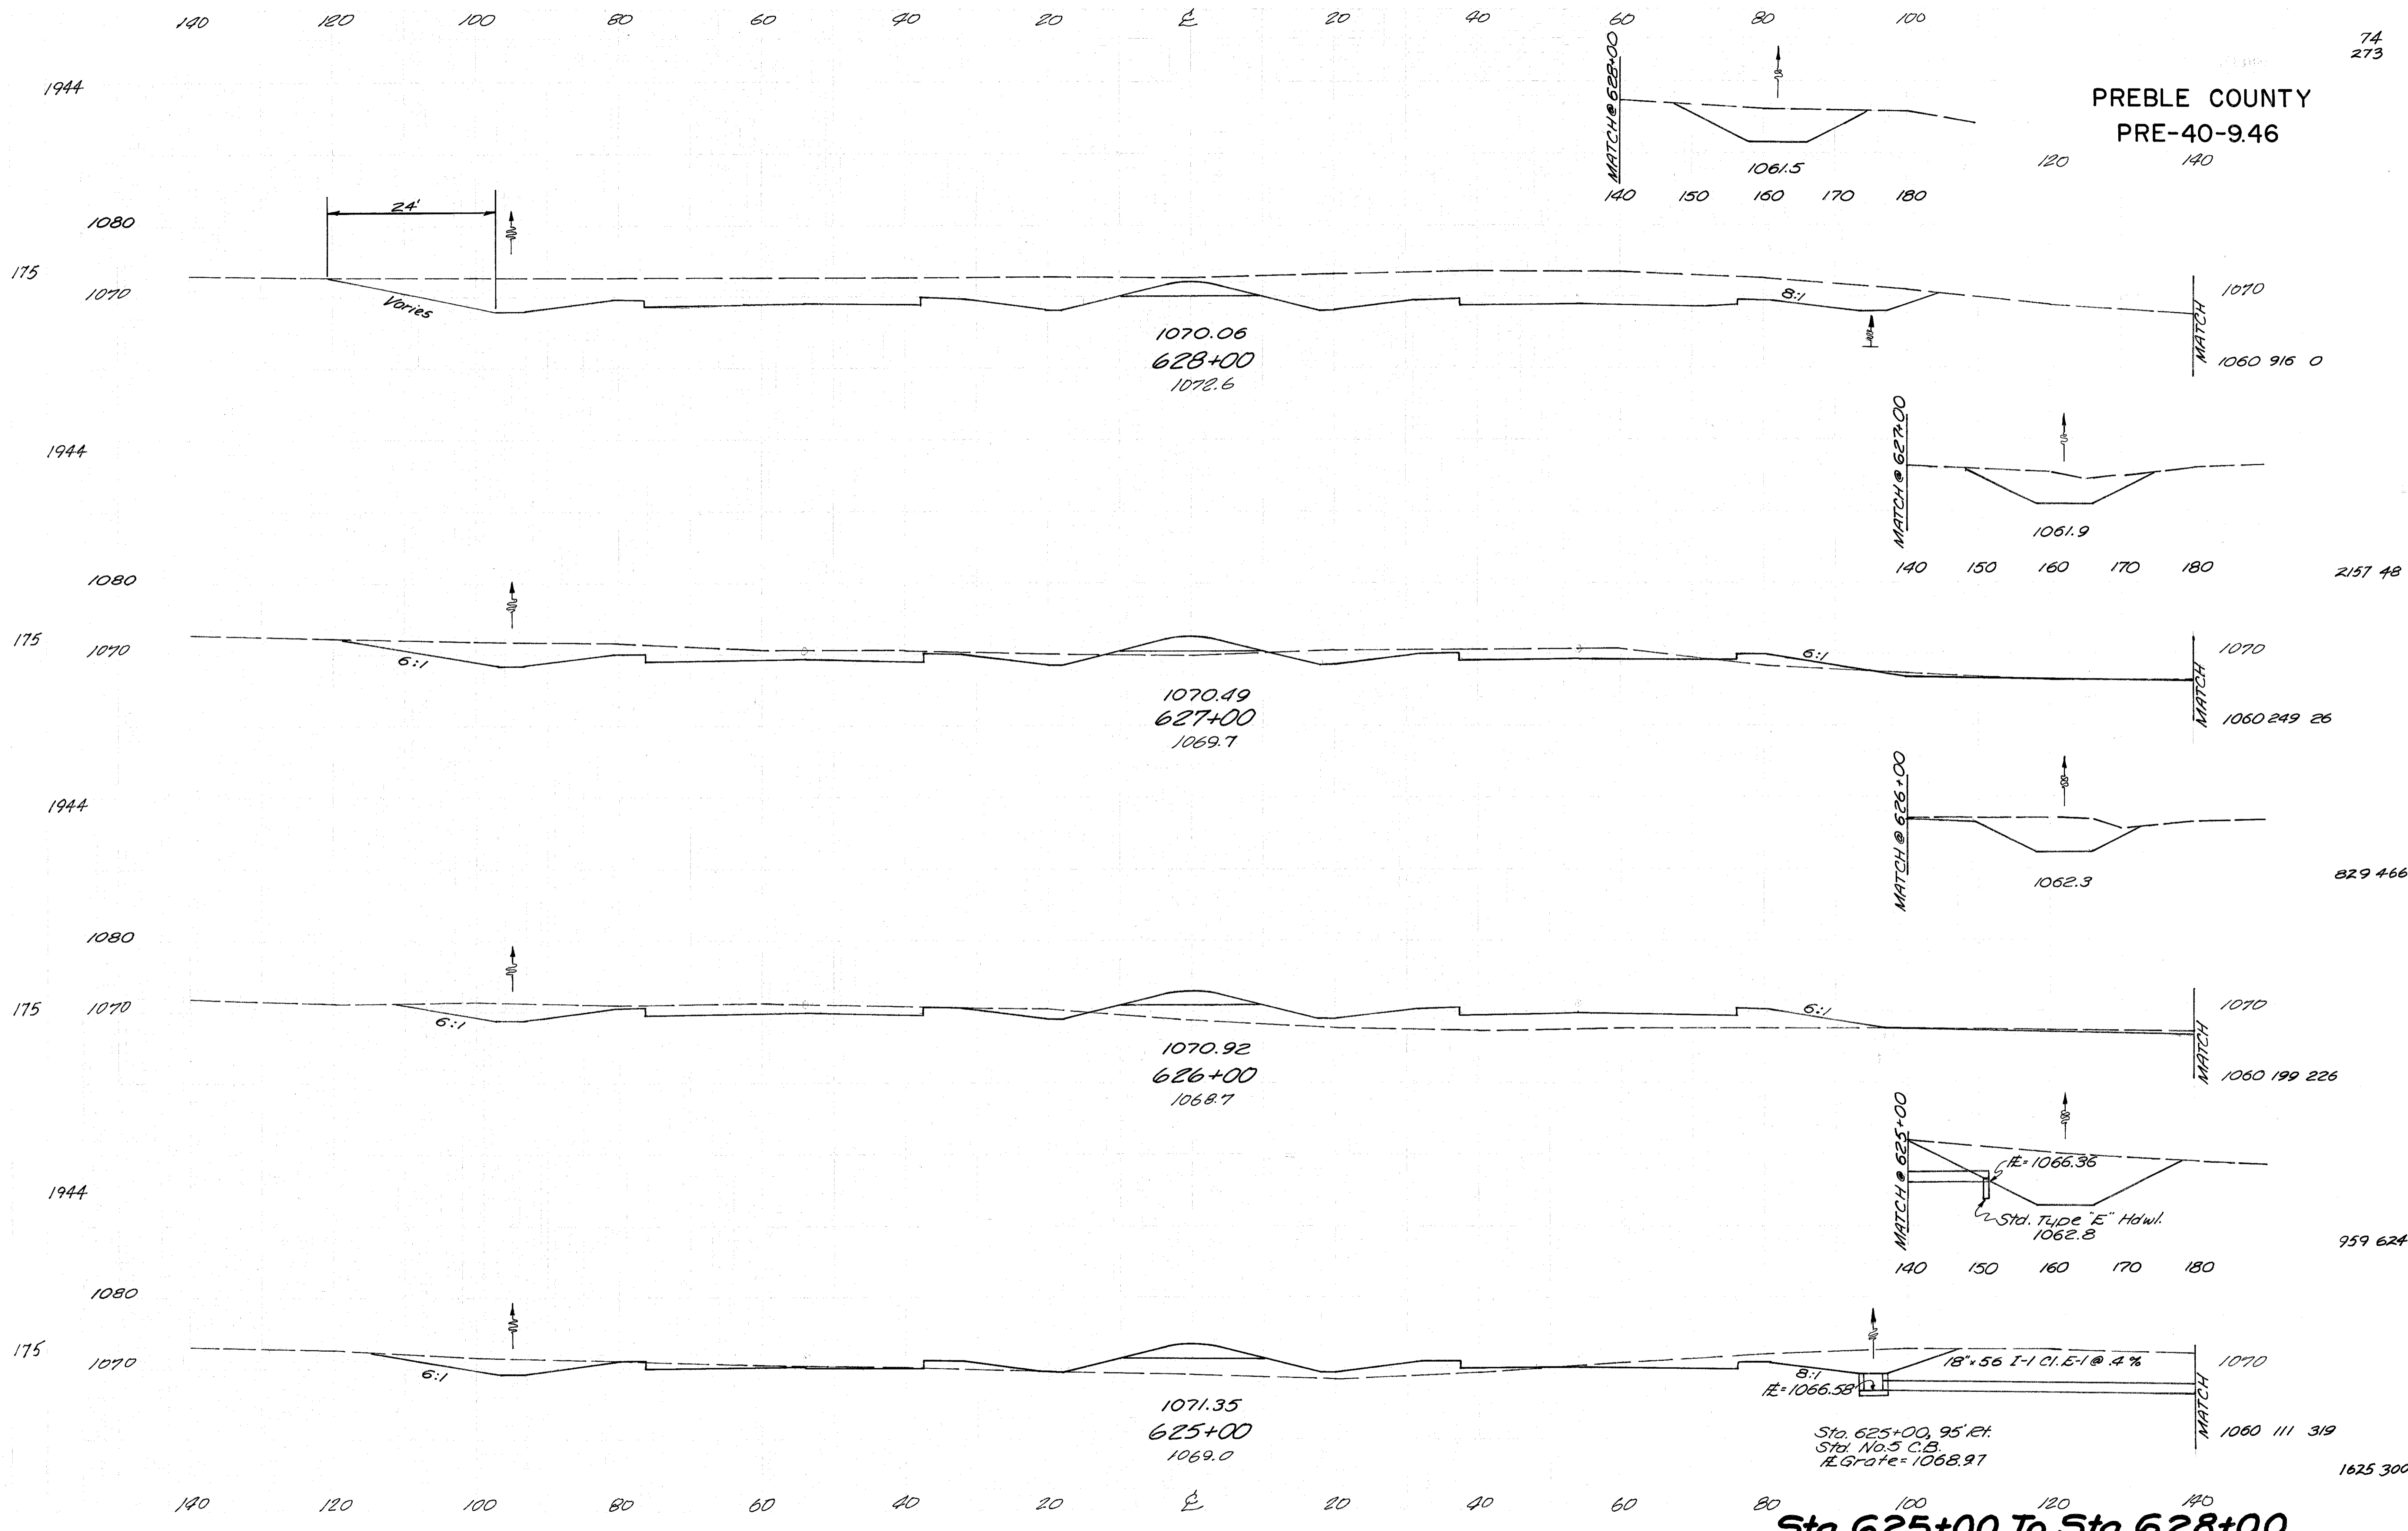 140 120 100 80 60 40 20 ℄ 20 40 60 80 100
74
273
PREBLE COUNTY
PRE-40-9.46
120 140
1944
MATCH @ 628+00
1061.5
140 150 160 170 180
24'
1080
175
1070
Varies
8:1
1070
MATCH
1070.06
628+00
1072.6
1060 916 0
1944
MATCH @ 627+00
1061.9
140 150 160 170 180
2157 48
1080
175
1070
6:1
6:1
1070
MATCH
1070.49
627+00
1069.7
1060 249 26
1944
MATCH @ 626+00
1062.3
829 466
1080
175 1070
6:1
6:1
1070
MATCH
1070.92
626+00
1068.7
1060 199 226
1944
MATCH @ 625+00
℄=1066.36
Std. Type "E" Hdwl.
1062.8
959 624
140 150 160 170 180
1080
175
1070
6:1
8:1
18"x56 I-1 Cl. E-1 @ .4%
℄=1066.58
1070
MATCH
1071.35
625+00
1069.0
Sta. 625+00, 95' Rt.
Std. No.5 C.B.
℄ Grate=1068.97
1060 111 319
1625 300
140 120 100 80 60 40 20 ℄ 20 40 60 80 100 120 140
Sta. 625+00 To Sta. 628+00